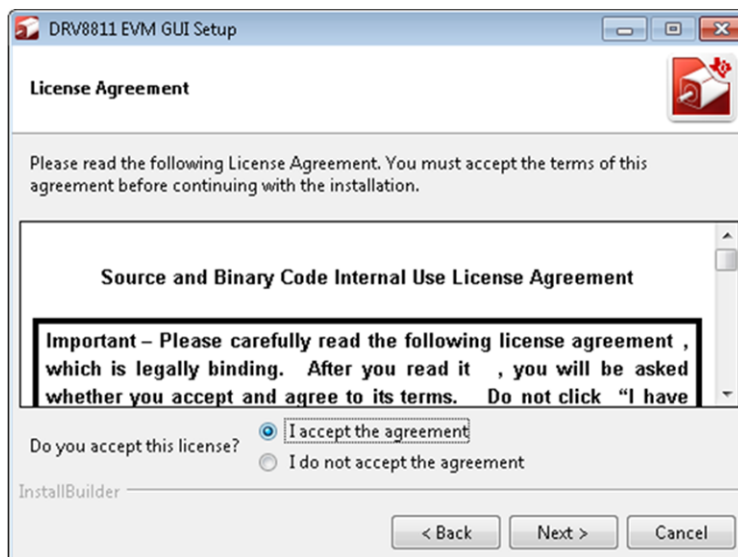 DRV8811 EVM GUI Setup
License Agreement
Please read the following License Agreement. You must accept the terms of this
agreement before continuing with the installation.
Source and Binary Code Internal Use License Agreement
Important – Please carefully read the following license agreement ,
which is legally binding. After you read it , you will be asked
whether you accept and agree to its terms. Do not click “I have
Do you accept this license?
I accept the agreement
I do not accept the agreement
InstallBuilder
< Back
Next >
Cancel